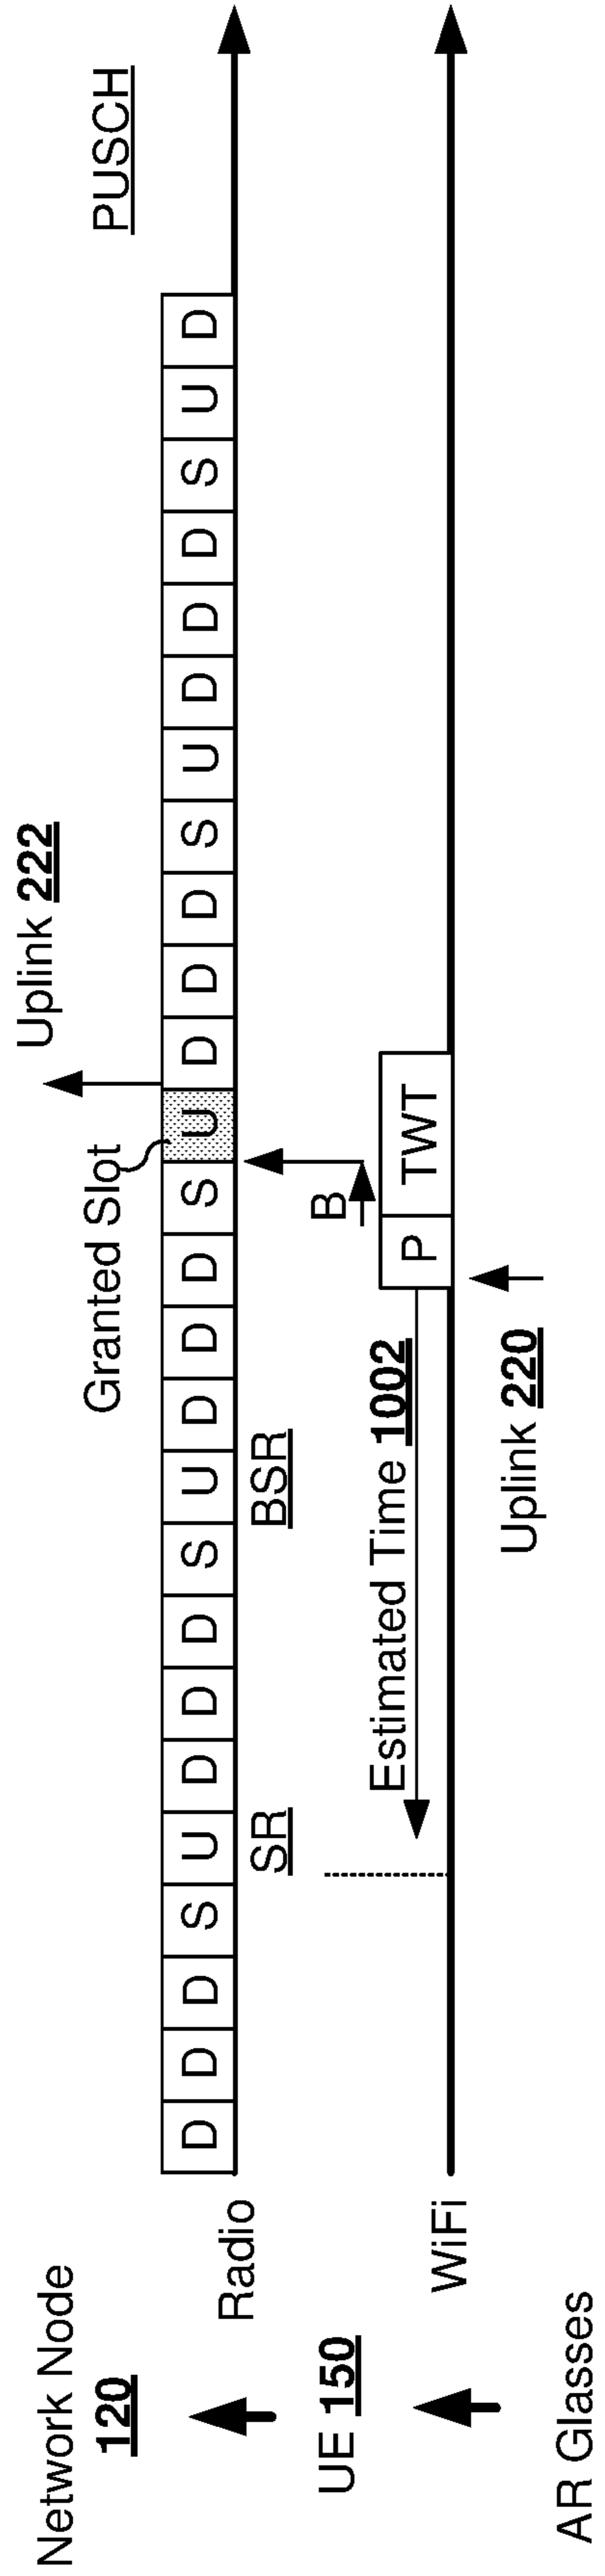 Network Node
120
Uplink 222
Granted Slot
PUSCH
D D D S U D D D S U D D D S U D D D S U D D D S U D
Radio
SR
BSR
UE 150
B
Estimated Time 1002
P TWT
WiFi
Uplink 220
AR Glasses